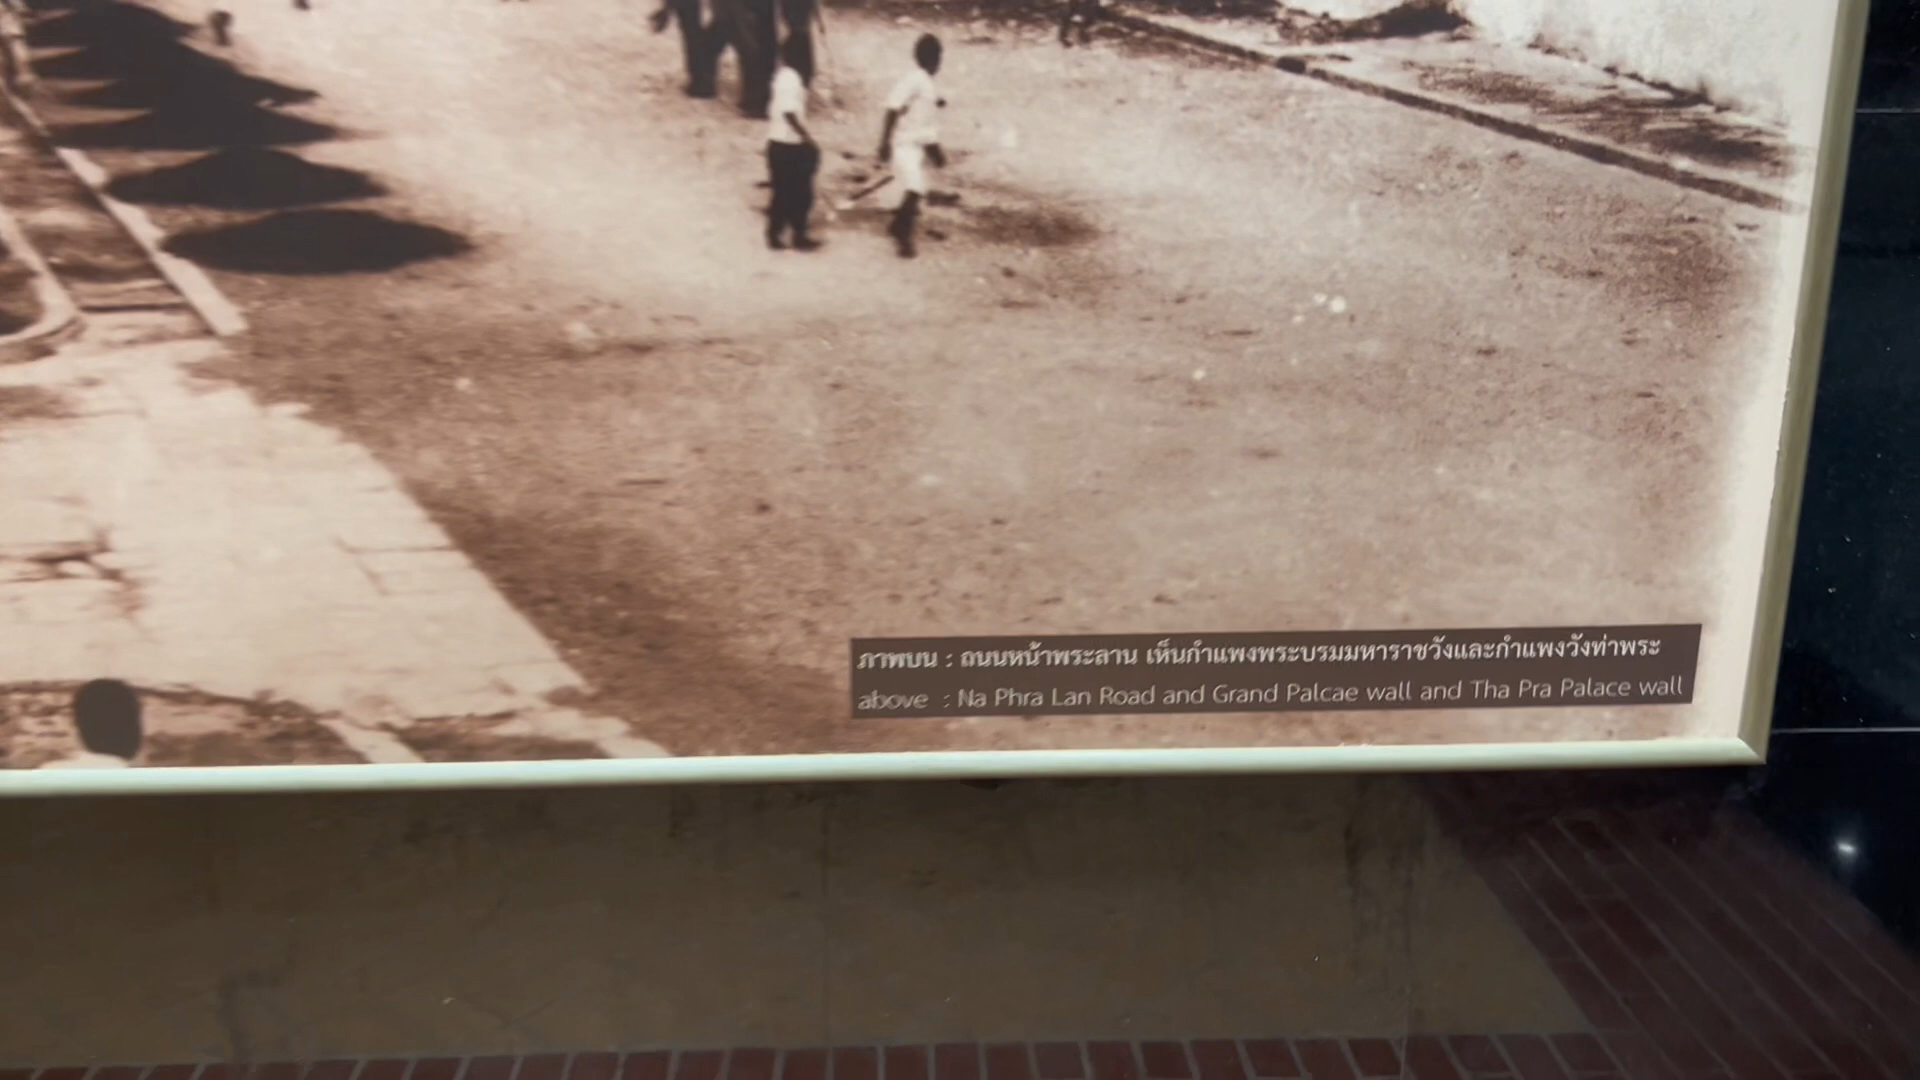 ภาพบน : ถนนหน้าพระลาน เห็นกำแพงพระบรมมหาราชวังและกำแพงวังท่าพระ
above : Na Phra Lan Road and Grand Palcae wall and Tha Pra Palace wall